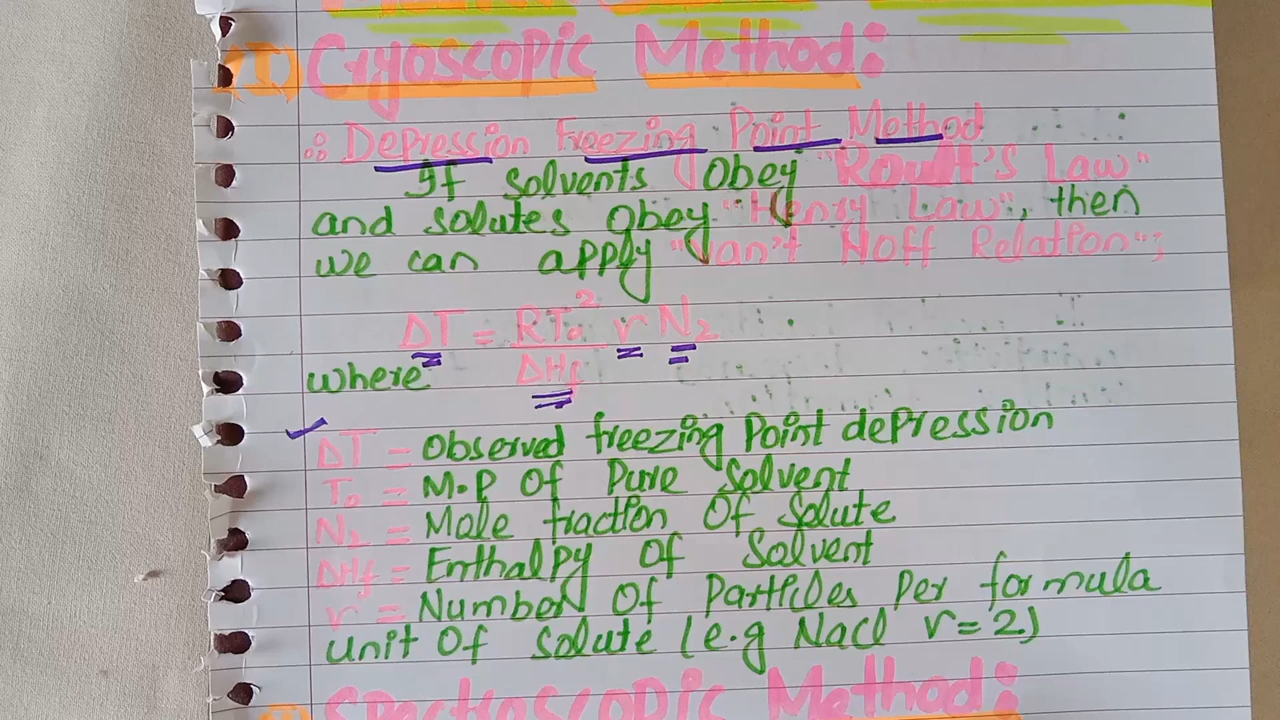 (1) Cryoscopic Method:
∴ Depression Freezing Point Method
If solvents obey "Roult's Law"
and solutes obey "Henry Law", then
we can apply "Van't Hoff Relation";
ΔT = RT₀² ν N₂
ΔHf
where
ΔT = Observed freezing Point depression
T₀ = M.P of Pure Solvent
N₂ = Mole fraction of solute
ΔHf = Enthalpy of Solvent
ν = Number of Particles Per formula
unit of solute (e.g NaCl ν=2)
Spectroscopic Method: